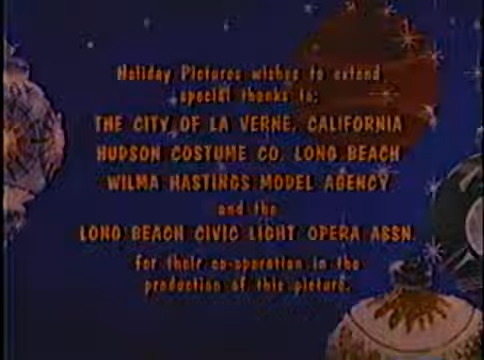 Holiday Pictures wishes to extend
special thanks to:
THE CITY OF LA VERNE, CALIFORNIA
HUDSON COSTUME CO. LONG BEACH
WILMA HASTINGS MODEL AGENCY
and the
LONG BEACH CIVIC LIGHT OPERA ASSN.
for their co-operation in the
production of this picture.